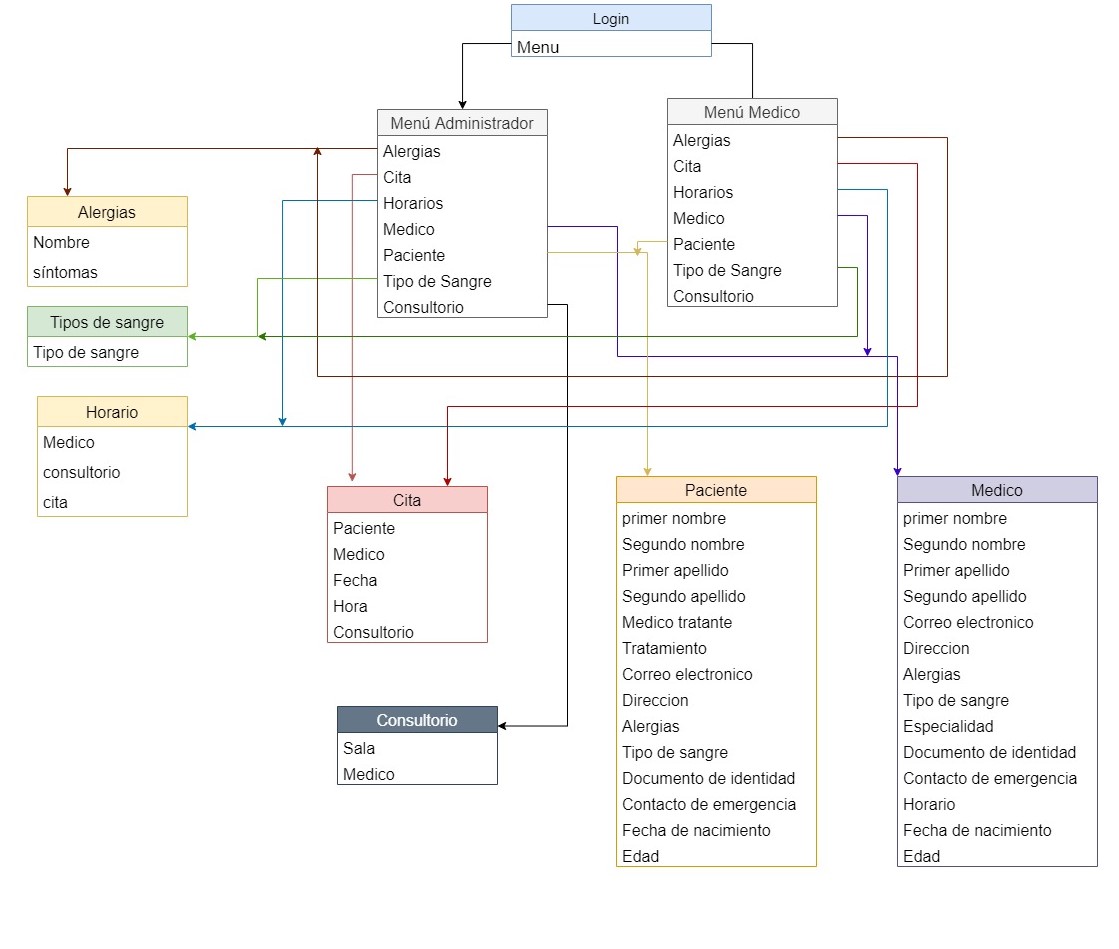 Login
Menu
Menú Administrador
Alergias
Cita
Horarios
Medico
Paciente
Tipo de Sangre
Consultorio
Menú Medico
Alergias
Cita
Horarios
Medico
Paciente
Tipo de Sangre
Consultorio
Alergias
Nombre
síntomas
Tipos de sangre
Tipo de sangre
Horario
Medico
consultorio
cita
Cita
Paciente
Medico
Fecha
Hora
Consultorio
Consultorio
Sala
Medico
Paciente
primer nombre
Segundo nombre
Primer apellido
Segundo apellido
Medico tratante
Tratamiento
Correo electronico
Direccion
Alergias
Tipo de sangre
Documento de identidad
Contacto de emergencia
Fecha de nacimiento
Edad
Medico
primer nombre
Segundo nombre
Primer apellido
Segundo apellido
Correo electronico
Direccion
Alergias
Tipo de sangre
Especialidad
Documento de identidad
Contacto de emergencia
Horario
Fecha de nacimiento
Edad